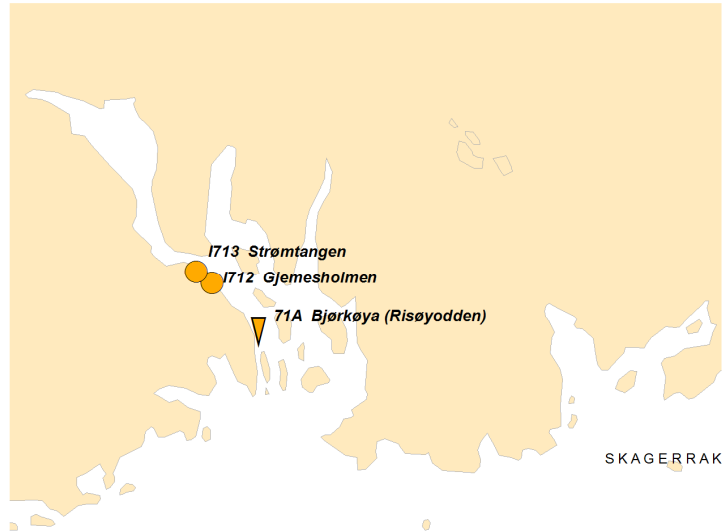 I713  Strømtangen
I712  Gjemesholmen
71A  Bjørkøya (Risøyodden)
SKAGERRAK